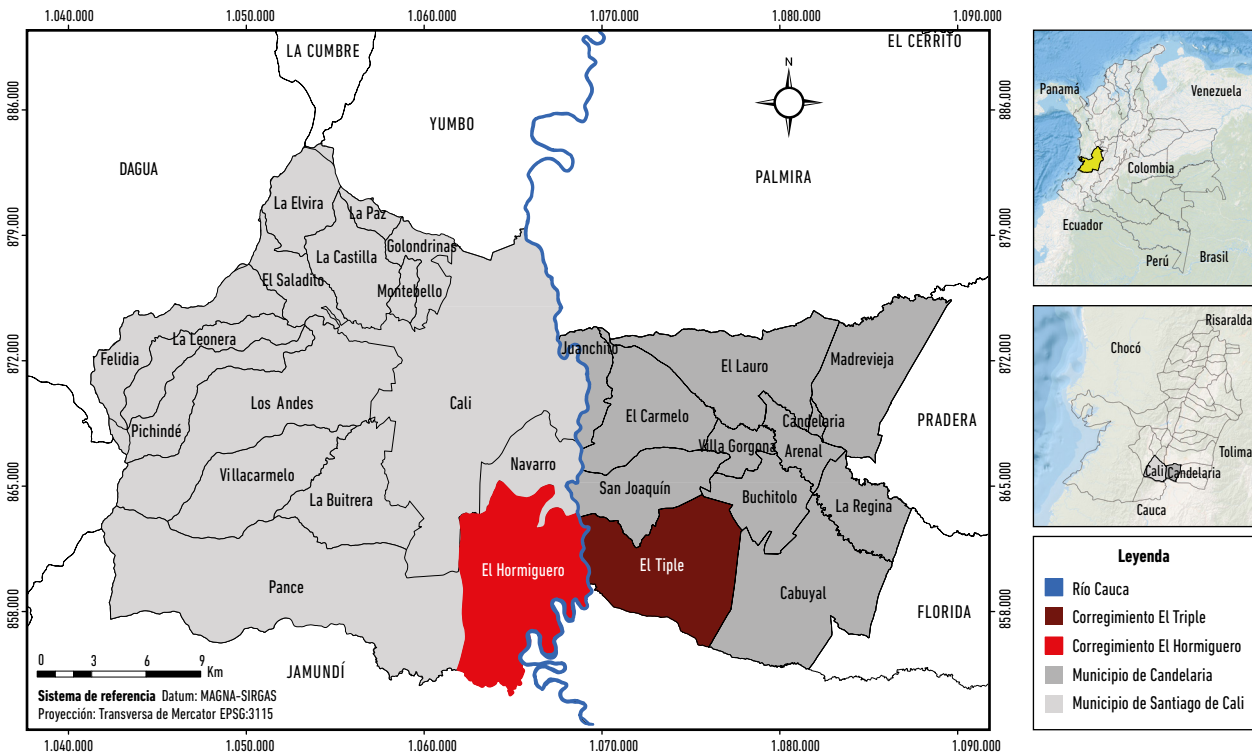 1.040.000 1.050.000 1.060.000 1.070.000 1.080.000 1.090.000
LA CUMBRE
EL CERRITO
N
886.000
886.000
YUMBO
DAGUA
PALMIRA
La Elvira
La Paz
879.000
879.000
Golondrinas
La Castilla
El Saladito
Montebello
La Leonera
Juanchito
Felidia
872.000
872.000
El Lauro
Madrevieja
Los Andes
Cali
El Carmelo
Candelaria
PRADERA
Pichindé
Villa Gorgona
Arenal
Navarro
Villacarmelo
San Joaquín
865.000
865.000
La Buitrera
Buchitolo
La Regina
El Hormiguero
El Tiple
Pance
Cabuyal
858.000
858.000
FLORIDA
JAMUNDÍ
0 3 6 9
Km
Sistema de referencia Datum: MAGNA-SIRGAS
Proyección: Transversa de Mercator EPSG:3115
1.040.000 1.050.000 1.060.000 1.070.000 1.080.000 1.090.000
Panamá
Venezuela
Colombia
Ecuador
Perú
Brasil
Risaralda
Chocó
Tolima
Cali
Candelaria
Cauca
Leyenda
Río Cauca
Corregimiento El Triple
Corregimiento El Hormiguero
Municipio de Candelaria
Municipio de Santiago de Cali